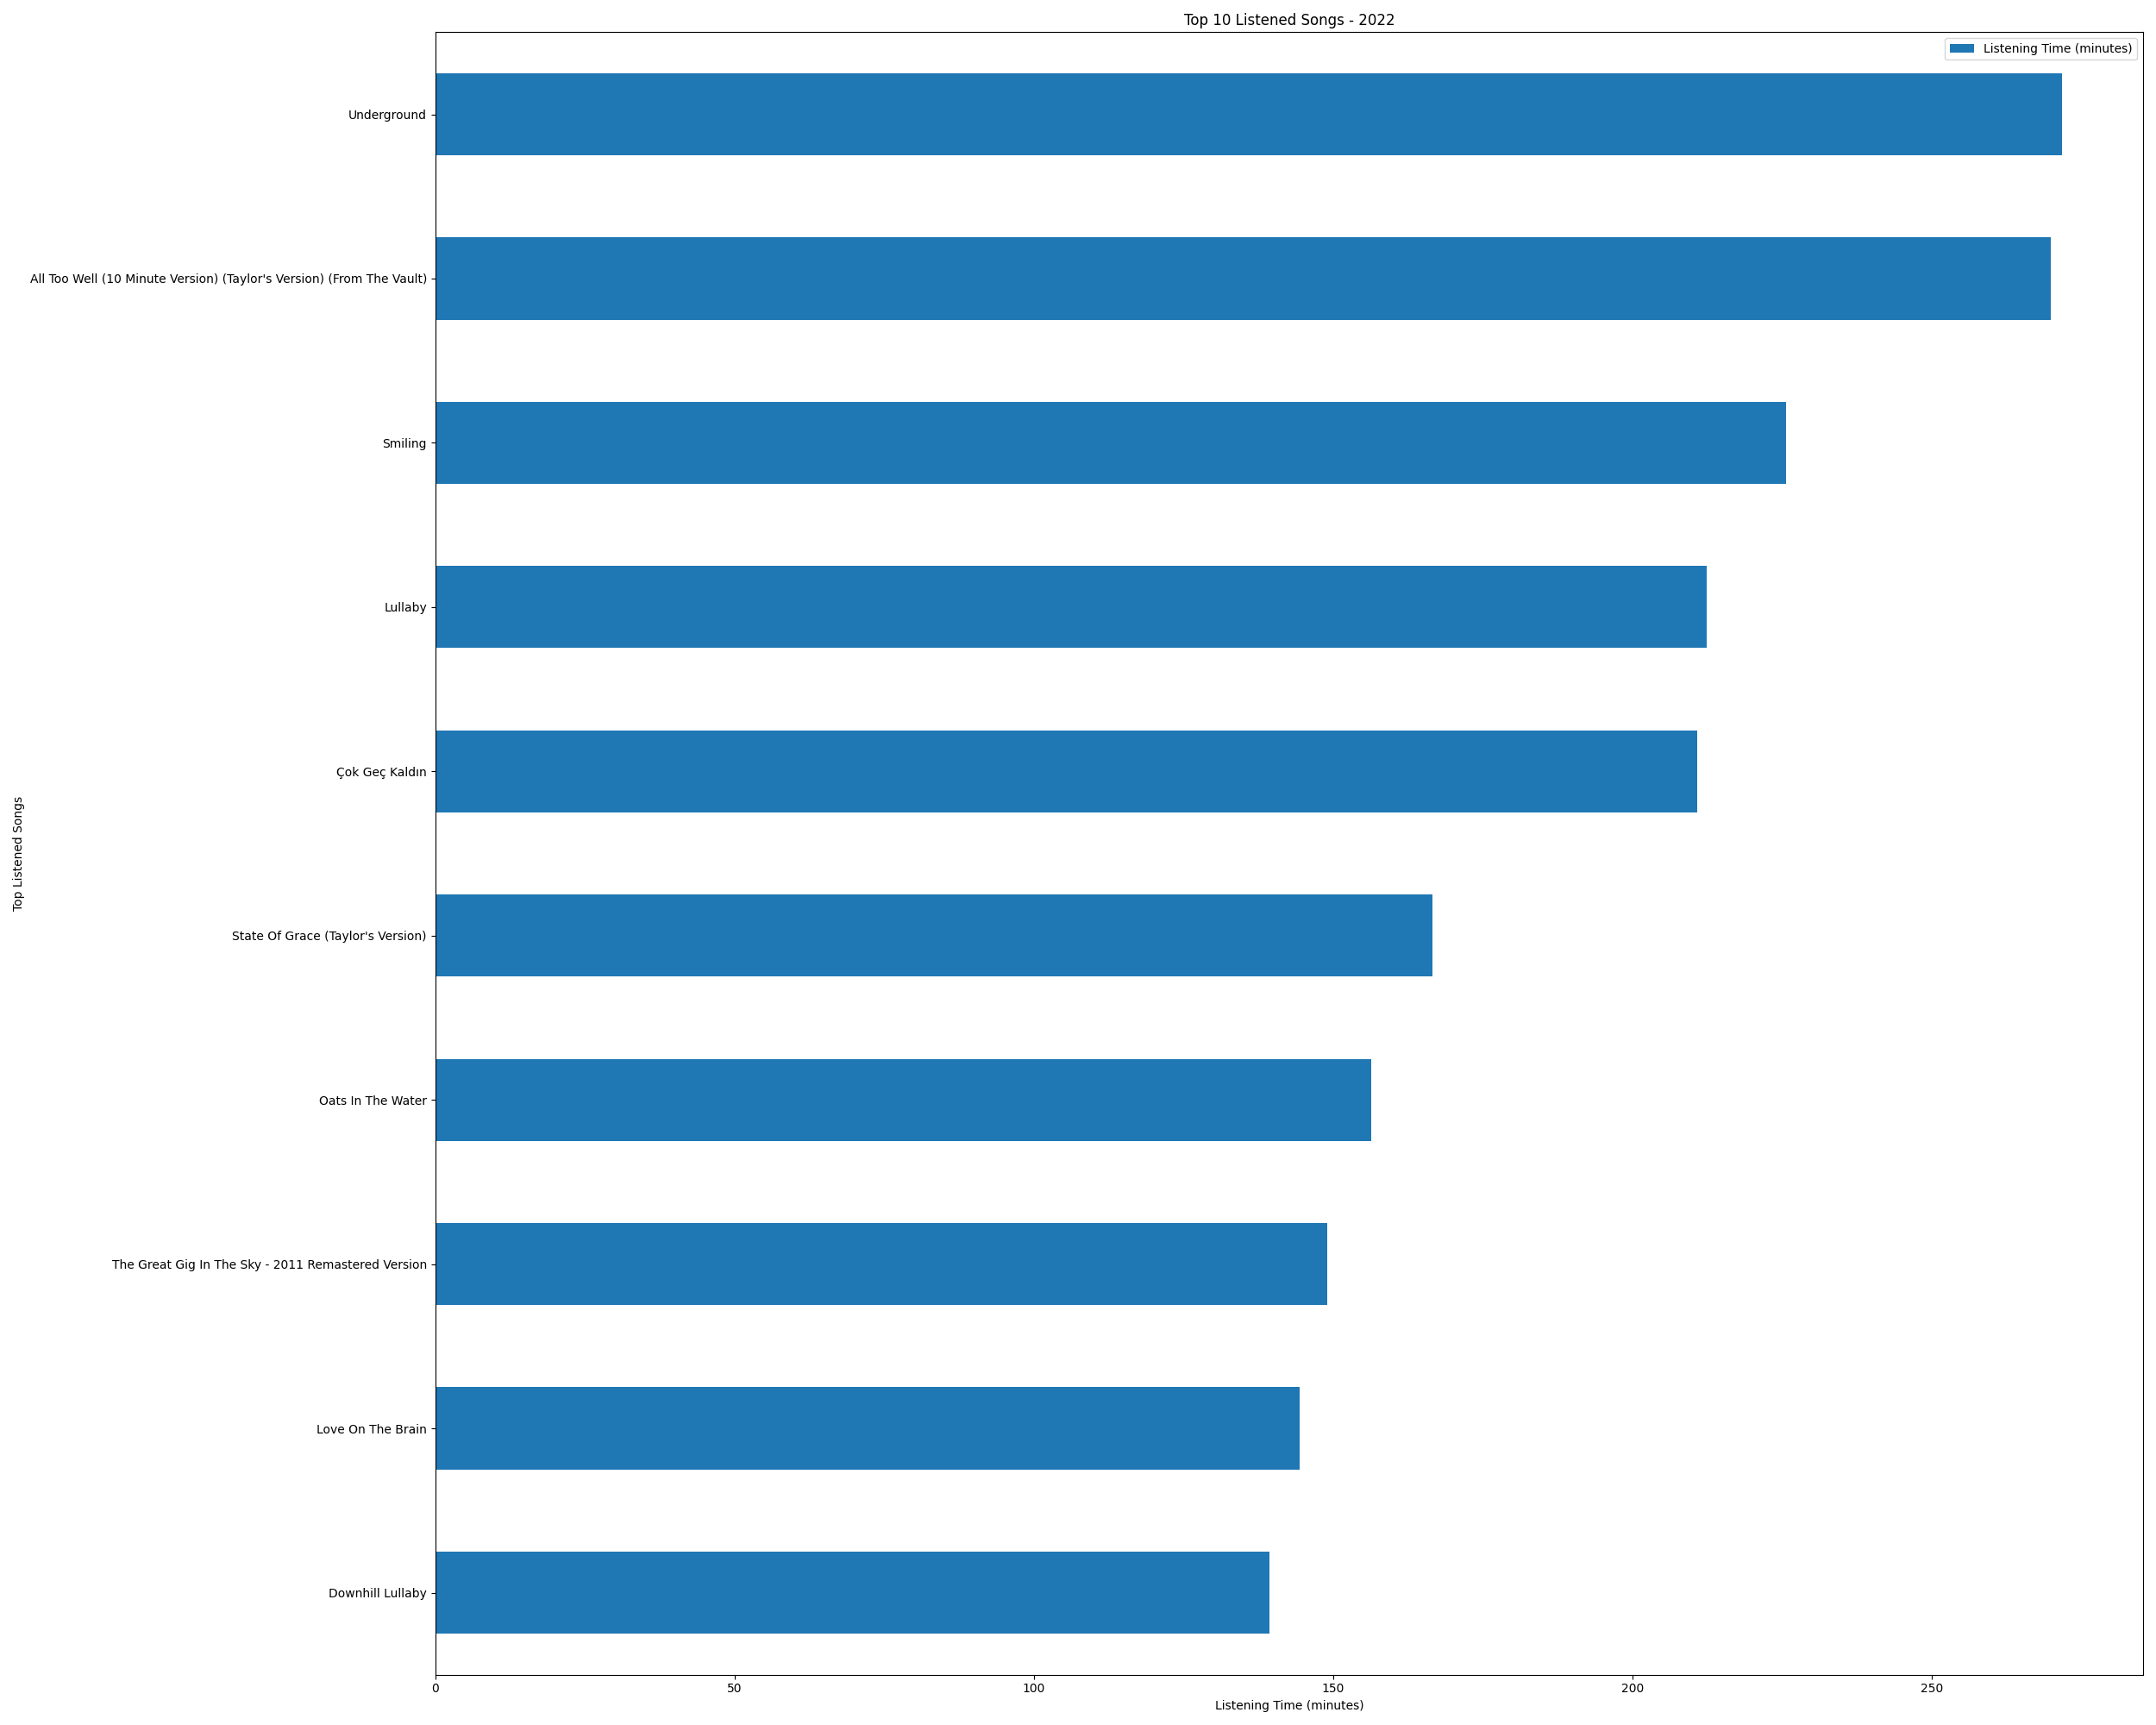 Top 10 Listened Songs - 2022
Listening Time (minutes)
Underground
All Too Well (10 Minute Version) (Taylor's Version) (From The Vault)
Smiling
Lullaby
Çok Geç Kaldın
State Of Grace (Taylor's Version)
Oats In The Water
The Great Gig In The Sky - 2011 Remastered Version
Love On The Brain
Downhill Lullaby
Top Listened Songs
0 50 100 150 200 250
Listening Time (minutes)